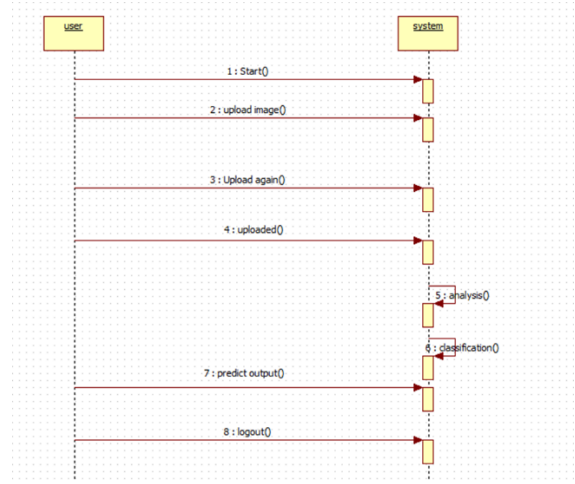 user
system
1 : Start()
2 : upload image()
3 : Upload again()
4 : uploaded()
5 : analysis()
6 : classification()
7 : predict output()
8 : logout()